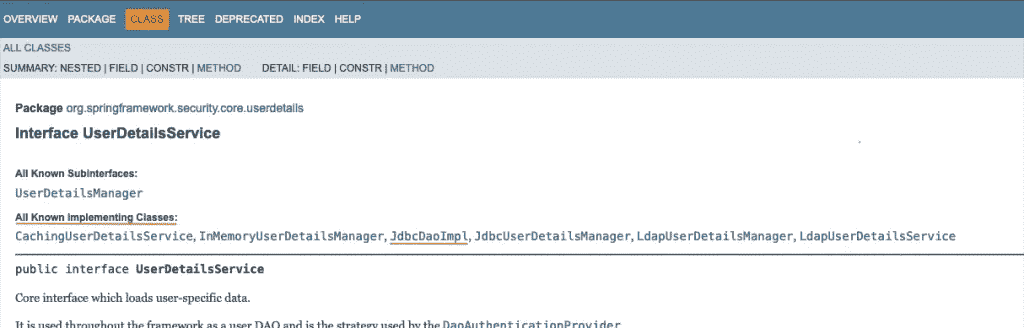 OVERVIEW PACKAGE CLASS TREE DEPRECATED INDEX HELP
ALL CLASSES
SUMMARY: NESTED | FIELD | CONSTR | METHOD DETAIL: FIELD | CONSTR | METHOD
Package org.springframework.security.core.userdetails
Interface UserDetailsService
All Known Subinterfaces:
UserDetailsManager
All Known Implementing Classes:
CachingUserDetailsService, InMemoryUserDetailsManager, JdbcDaoImpl, JdbcUserDetailsManager, LdapUserDetailsManager, LdapUserDetailsService
public interface UserDetailsService
Core interface which loads user-specific data.
It is used throughout the framework as a user DAO and is the strategy used by the DaoAuthenticationProvider.